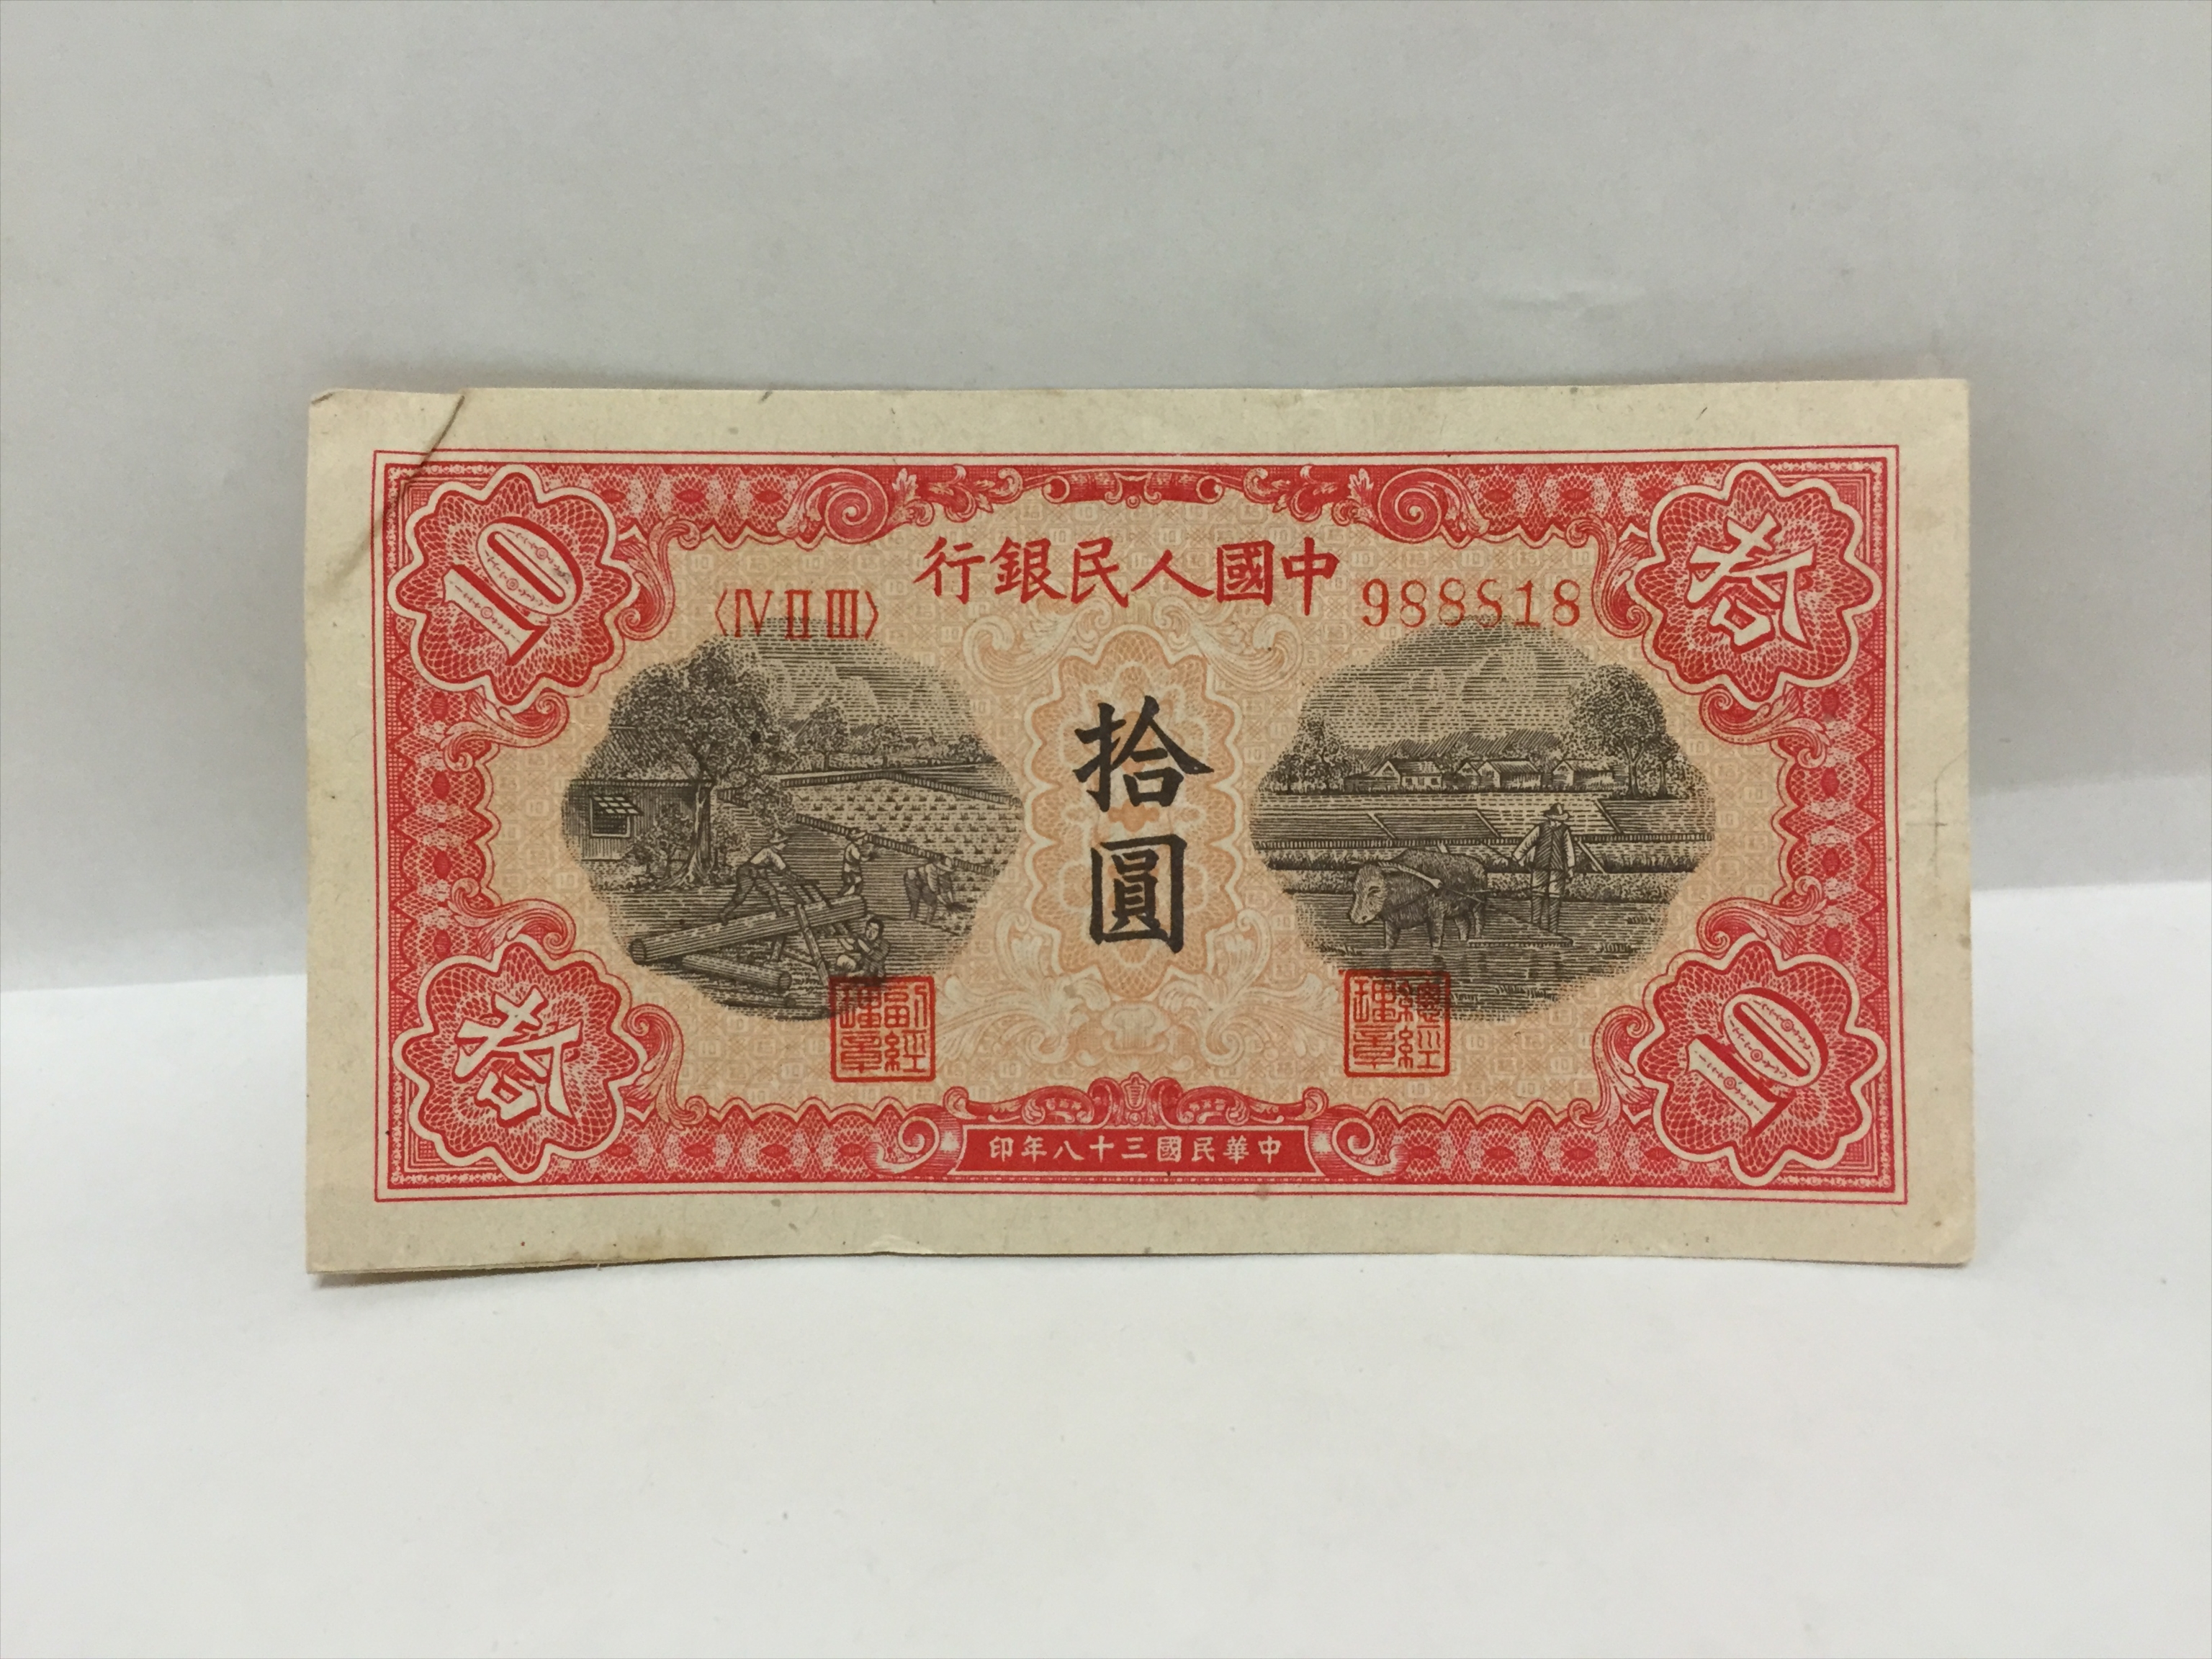 中國人民銀行
〈IV II III〉
988818
10
拾
拾
圓
拾
10
副經理章
總經理章
中華民國三十八年印